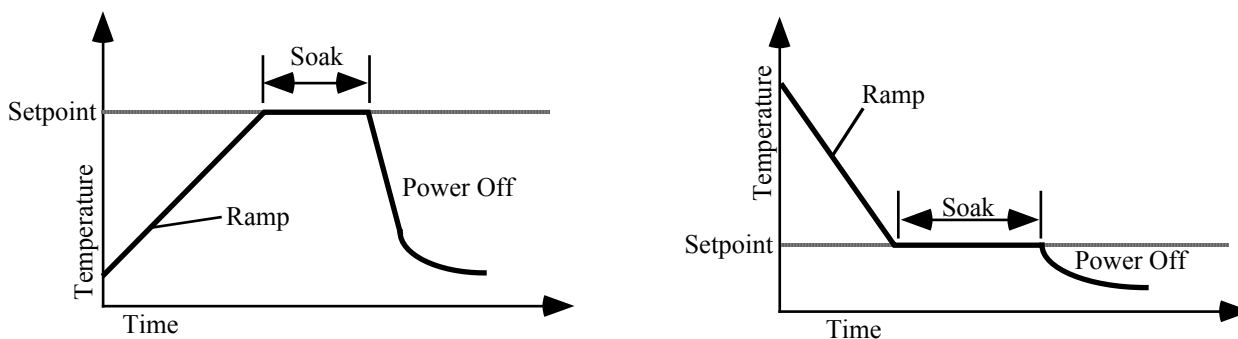 Soak
Setpoint
Temperature
Ramp
Power Off
Time
Temperature
Ramp
Soak
Setpoint
Power Off
Time